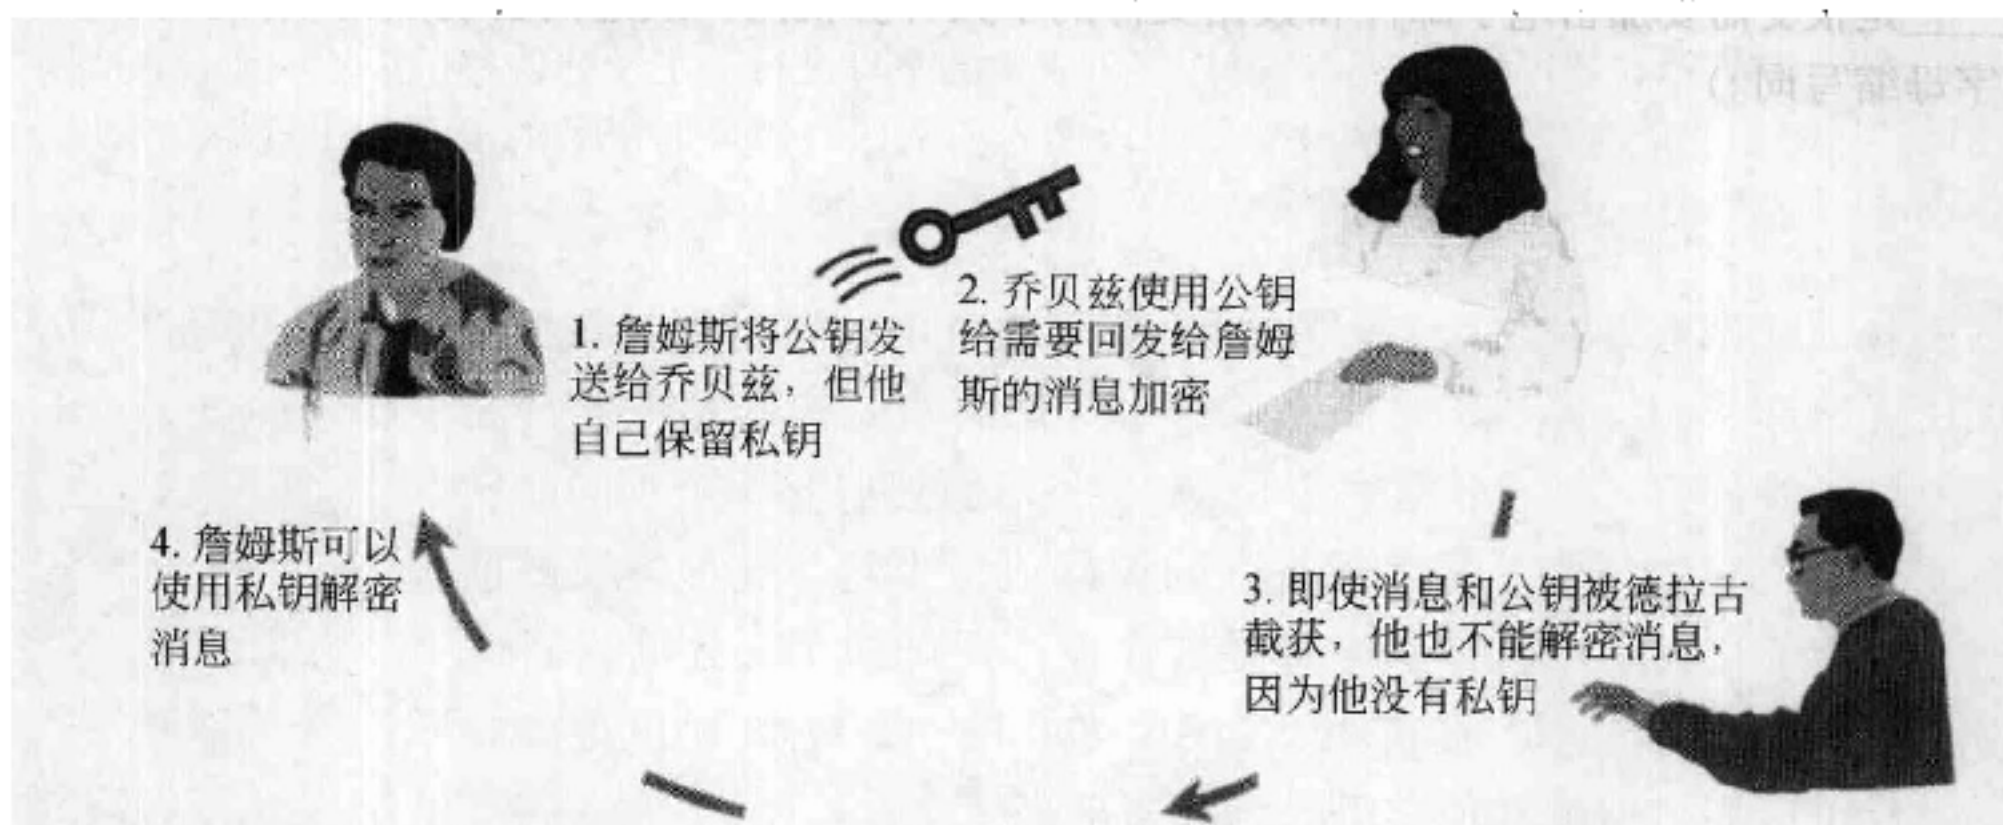 1. 詹姆斯将公钥发
送给乔贝兹，但他
自己保留私钥
2. 乔贝兹使用公钥
给需要回发给詹姆
斯的消息加密
3. 即使消息和公钥被德拉古
截获，他也不能解密消息，
因为他没有私钥
4. 詹姆斯可以
使用私钥解密
消息